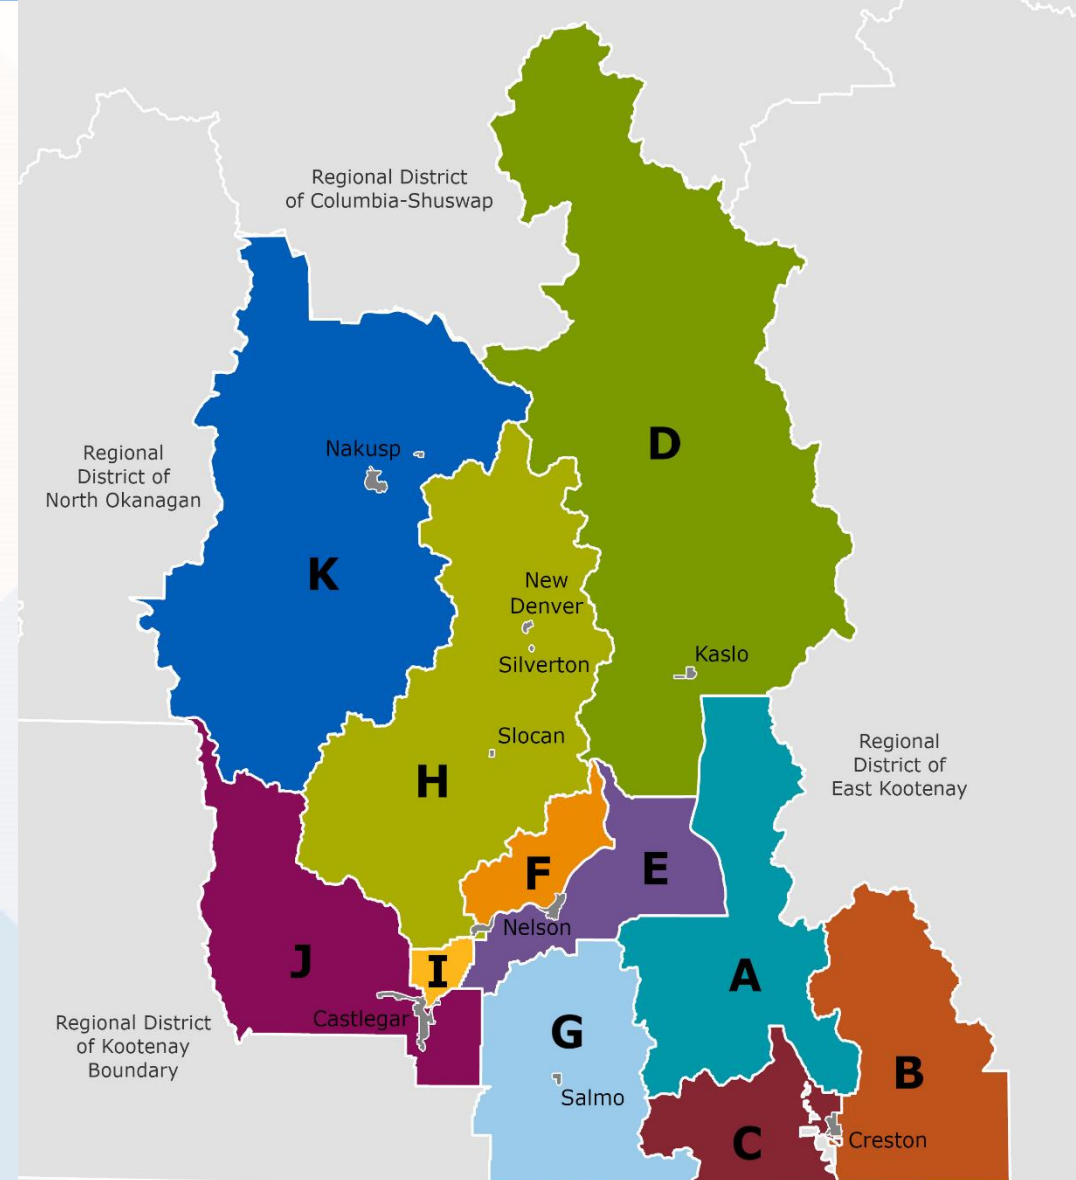 Regional District
of Columbia-Shuswap
D
Regional
District of
North Okanagan
Nakusp
K
New
Denver
Silverton
Kaslo
Slocan
H
Regional
District of
East Kootenay
F
E
Nelson
J
I
A
Castlegar
Regional District
of Kootenay
Boundary
G
B
Salmo
C
Creston